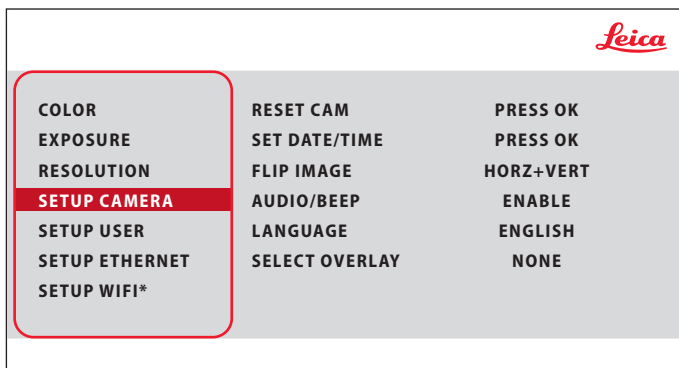 Leica
COLOR RESET CAM PRESS OK
EXPOSURE SET DATE/TIME PRESS OK
RESOLUTION FLIP IMAGE HORZ+VERT
SETUP CAMERA AUDIO/BEEP ENABLE
SETUP USER LANGUAGE ENGLISH
SETUP ETHERNET SELECT OVERLAY NONE
SETUP WIFI*